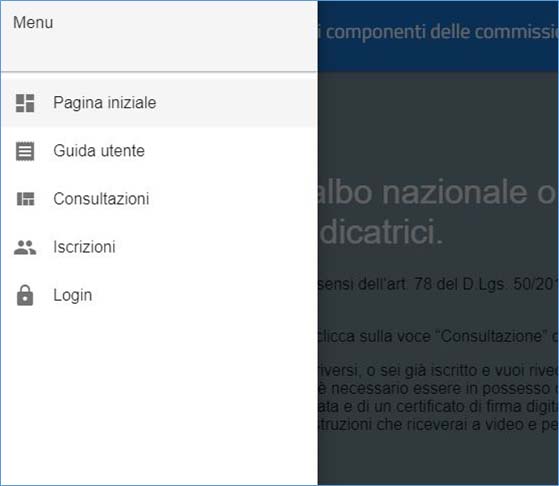 Menu
i componenti delle commissio
Pagina iniziale
Guida utente
Consultazioni
Iscrizioni
Login
albo nazionale o
dicatrici.
sensi dell'art. 78 del D.Lgs. 50/201
clicca sulla voce “Consultazione” d
riversi, o sei già iscritto e vuoi rived
è necessario essere in possesso d
ata e di un certificato di firma digita
struzioni che riceverai a video e pe